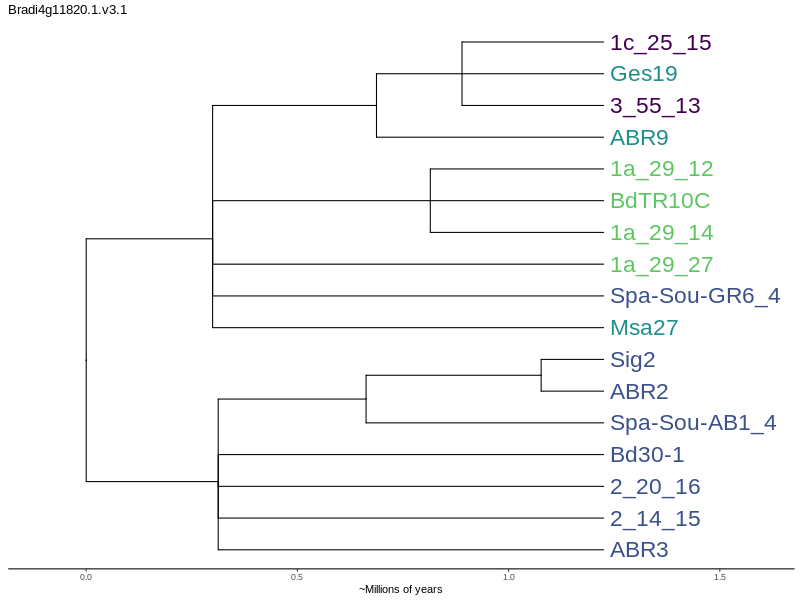 Bradi4g11820.1.v3.1
1c_25_15
Ges19
3_55_13
ABR9
1a_29_12
BdTR10C
1a_29_14
1a_29_27
Spa-Sou-GR6_4
Msa27
Sig2
ABR2
Spa-Sou-AB1_4
Bd30-1
2_20_16
2_14_15
ABR3
0.0 0.5 1.0 1.5
~Millions of years